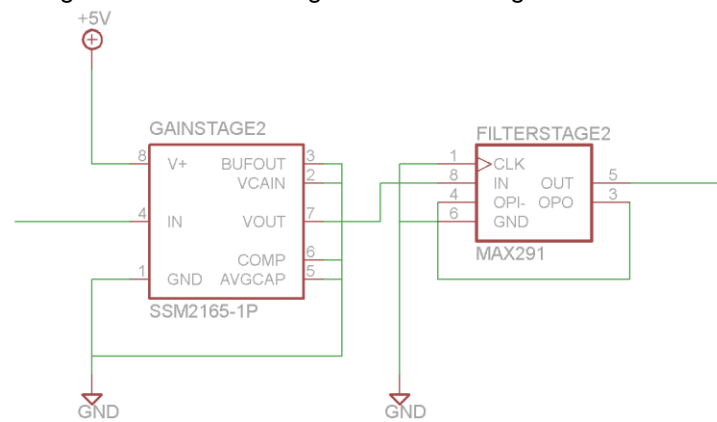 +5V
GAINSTAGE2
8 V+ BUFOUT 3
VCAIN 2
4 IN VOUT 7
COMP 6
1 GND AVGCAP 5
SSM2165-1P
GND
FILTERSTAGE2
1 CLK
8 IN OUT 5
4 OPI- OPO 3
6 GND
MAX291
GND